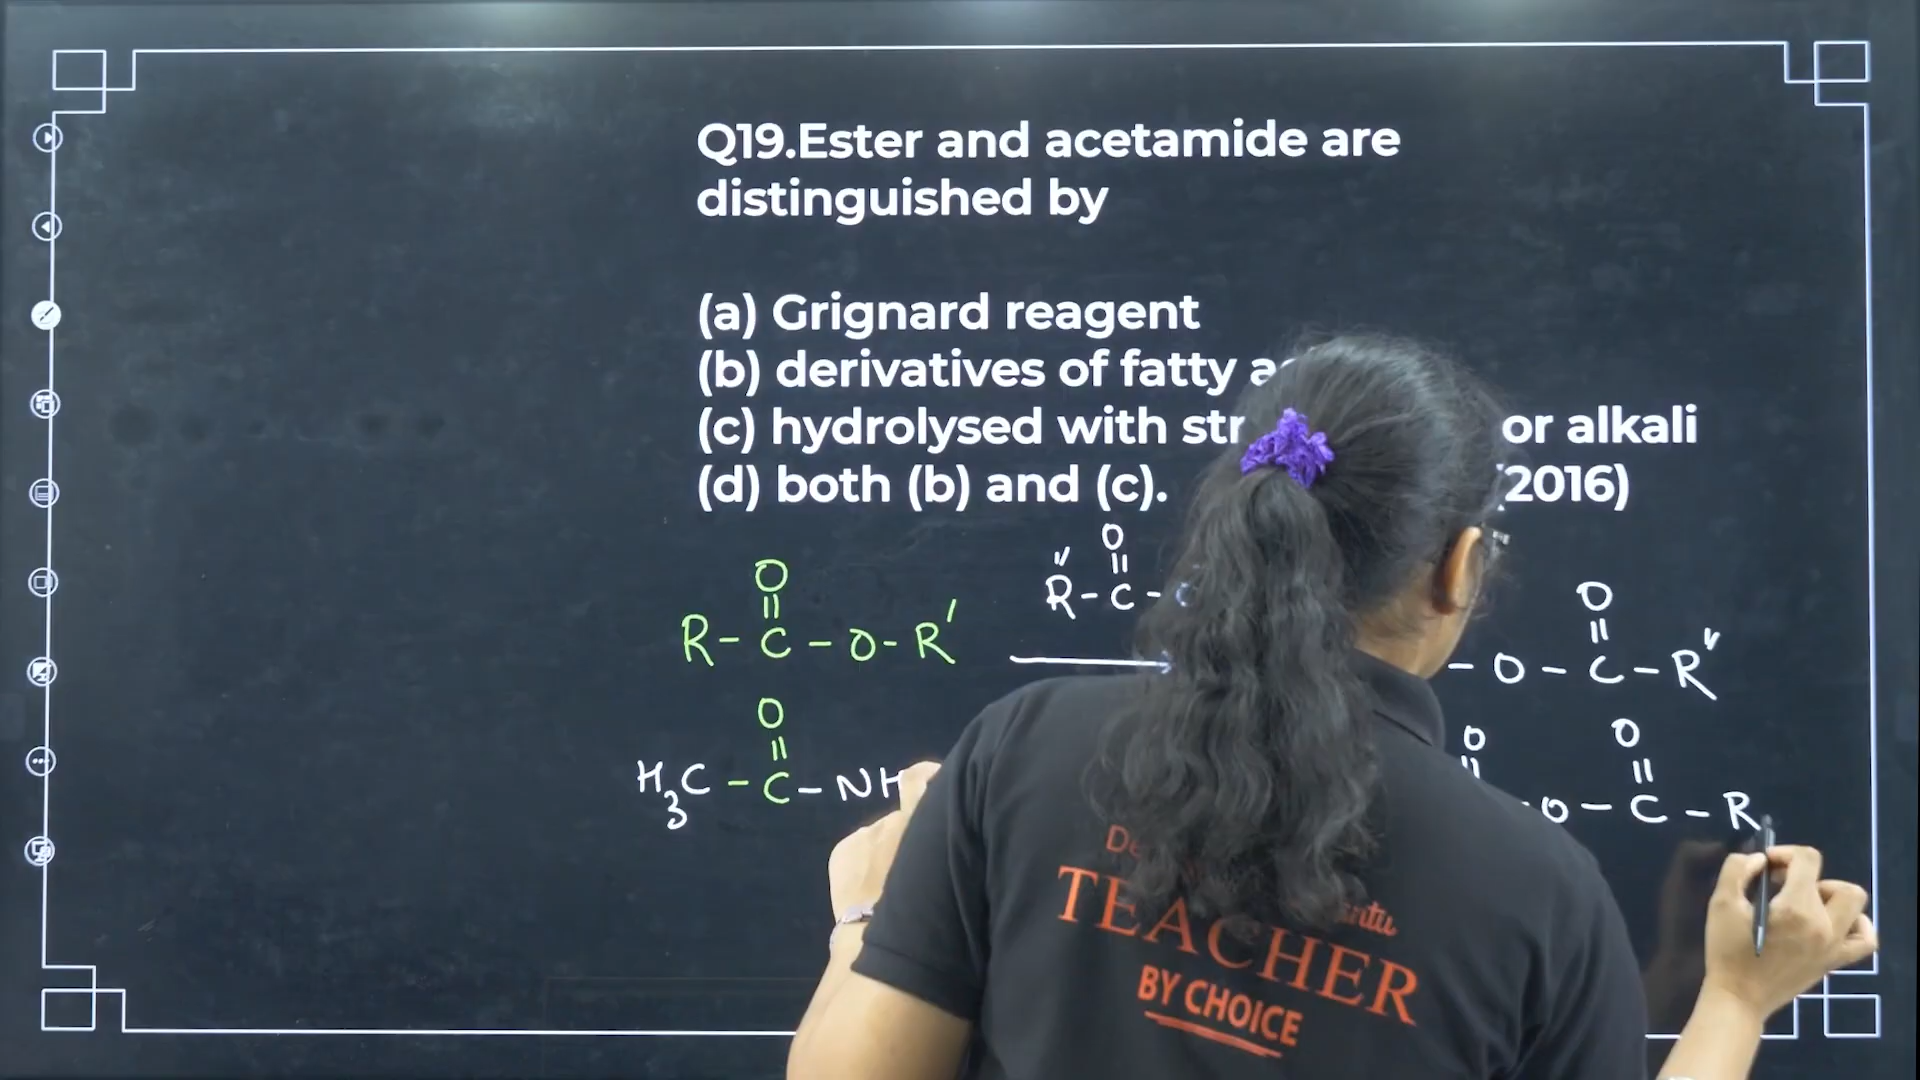 Q19.Ester and acetamide are
distinguished by
(a) Grignard reagent
(b) derivatives of fatty
(c) hydrolysed with or alkali
(d) both (b) and (c). 2016)
O
R" - C -
O
R - C - O - R'
O
- O - C - R"
O
H3C - C - NH
O O
O - C - R
TEACHER
BY CHOICE